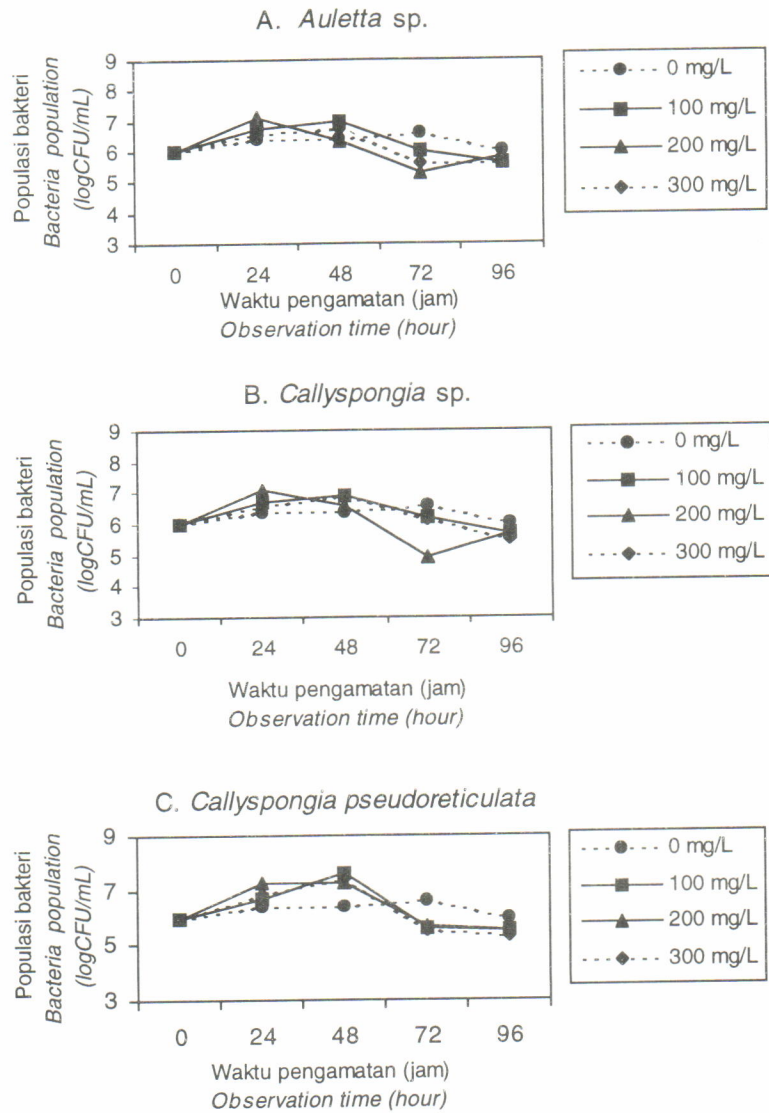 A. Auletta sp.
Populasi bakteri
Bacteria population
(logCFU/mL)
9
8
7
6
5
4
3
0 24 48 72 96
Waktu pengamatan (jam)
Observation time (hour)
0 mg/L
100 mg/L
200 mg/L
300 mg/L
B. Callyspongia sp.
Populasi bakteri
Bacteria population
(logCFU/mL)
9
8
7
6
5
4
3
0 24 48 72 96
Waktu pengamatan (jam)
Observation time (hour)
0 mg/L
100 mg/L
200 mg/L
300 mg/L
C. Callyspongia pseudoreticulata
Populasi bakteri
Bacteria population
(logCFU/mL)
9
7
5
3
0 24 48 72 96
Waktu pengamatan (jam)
Observation time (hour)
0 mg/L
100 mg/L
200 mg/L
300 mg/L